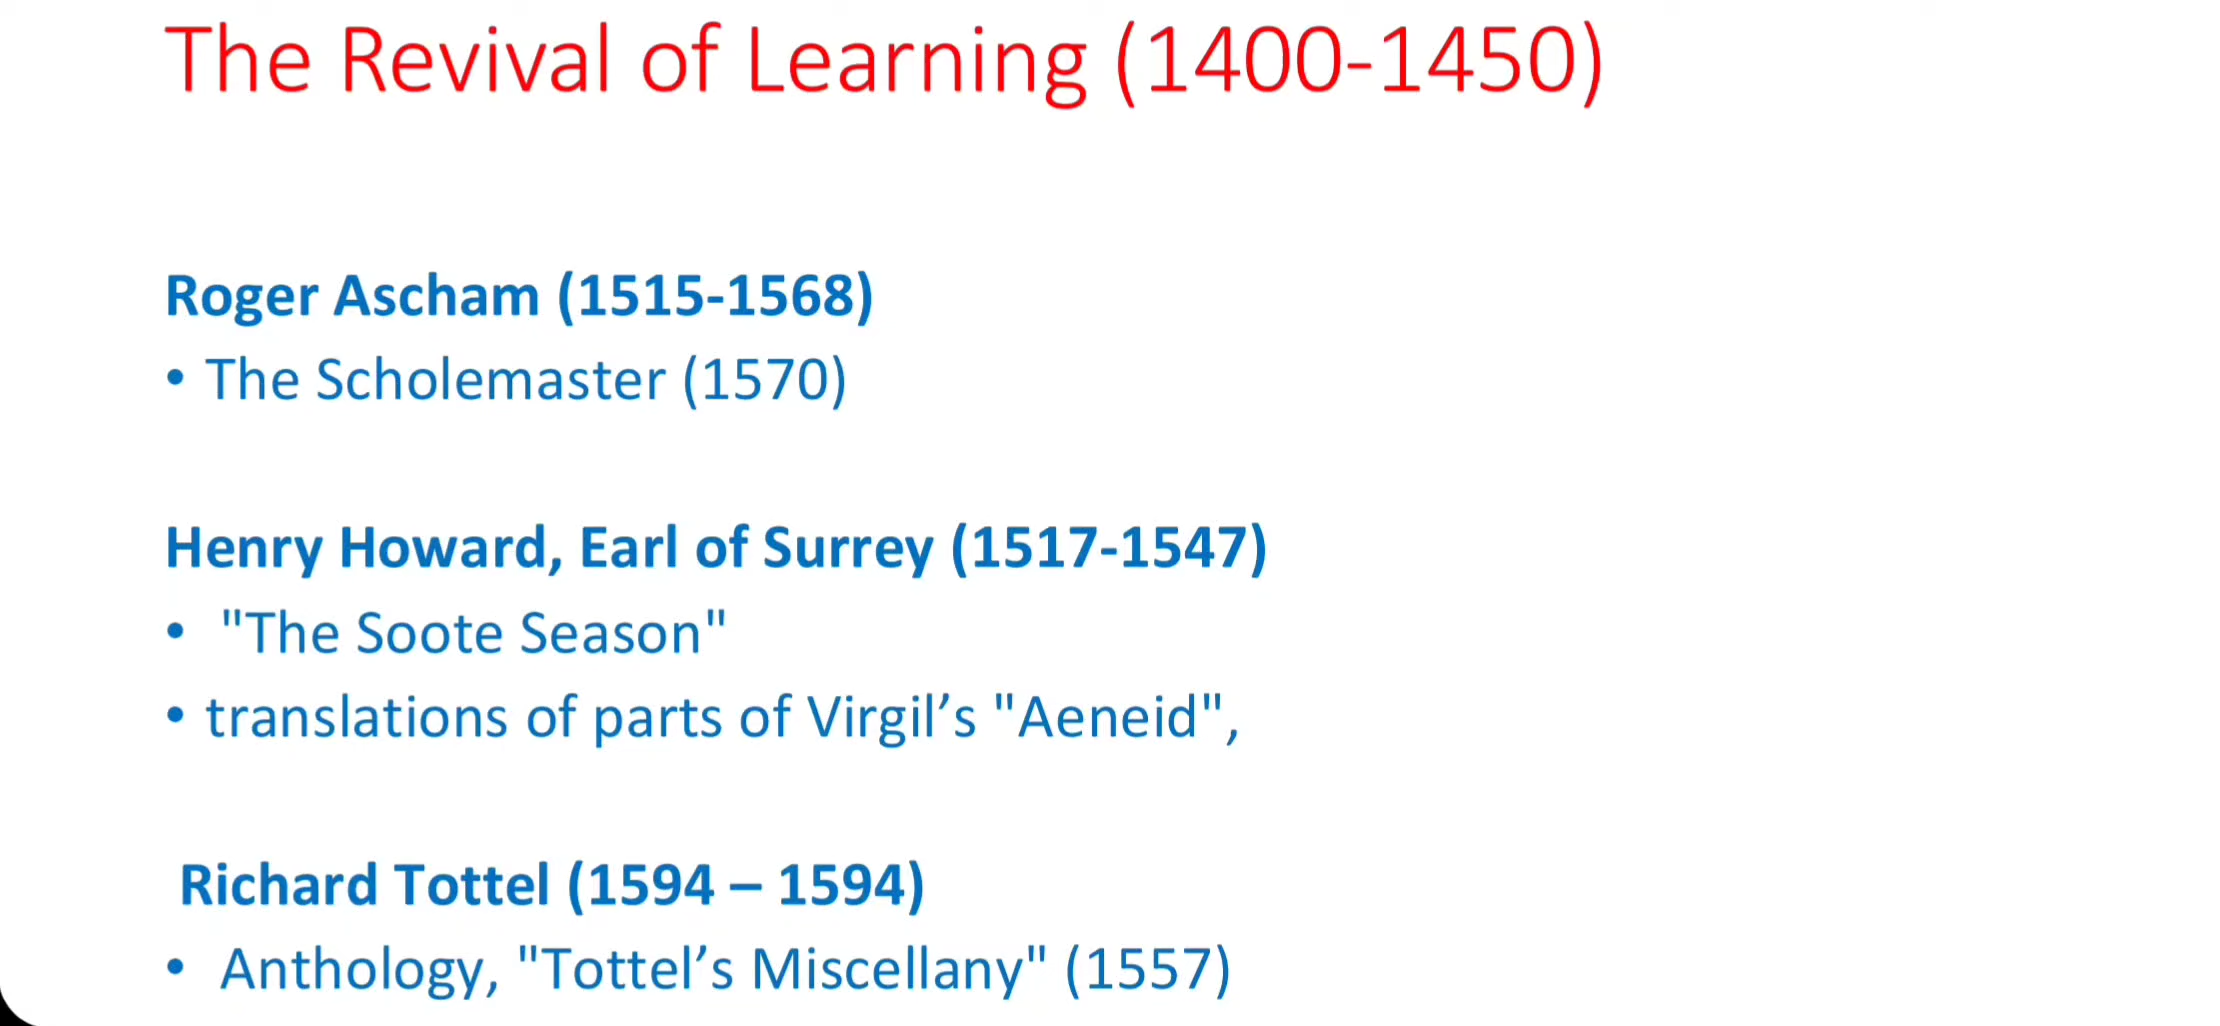 The Revival of Learning (1400-1450)
Roger Ascham (1515-1568)
• The Scholemaster (1570)
Henry Howard, Earl of Surrey (1517-1547)
• "The Soote Season"
• translations of parts of Virgil’s "Aeneid",
Richard Tottel (1594 – 1594)
• Anthology, "Tottel’s Miscellany" (1557)